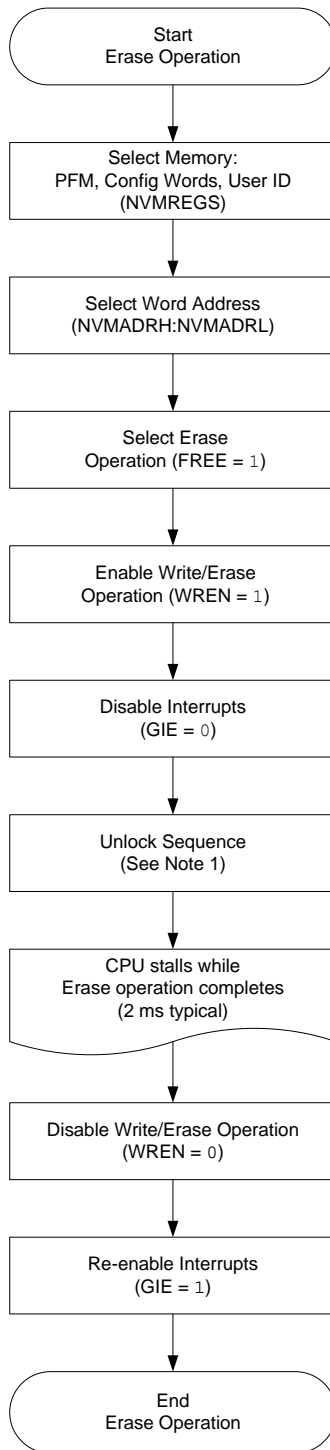 Start
Erase Operation
Select Memory:
PFM, Config Words, User ID
(NVMREGS)
Select Word Address
(NVMADRH:NVMADRL)
Select Erase
Operation (FREE = 1)
Enable Write/Erase
Operation (WREN = 1)
Disable Interrupts
(GIE = 0)
Unlock Sequence
(See Note 1)
CPU stalls while
Erase operation completes
(2 ms typical)
Disable Write/Erase Operation
(WREN = 0)
Re-enable Interrupts
(GIE = 1)
End
Erase Operation